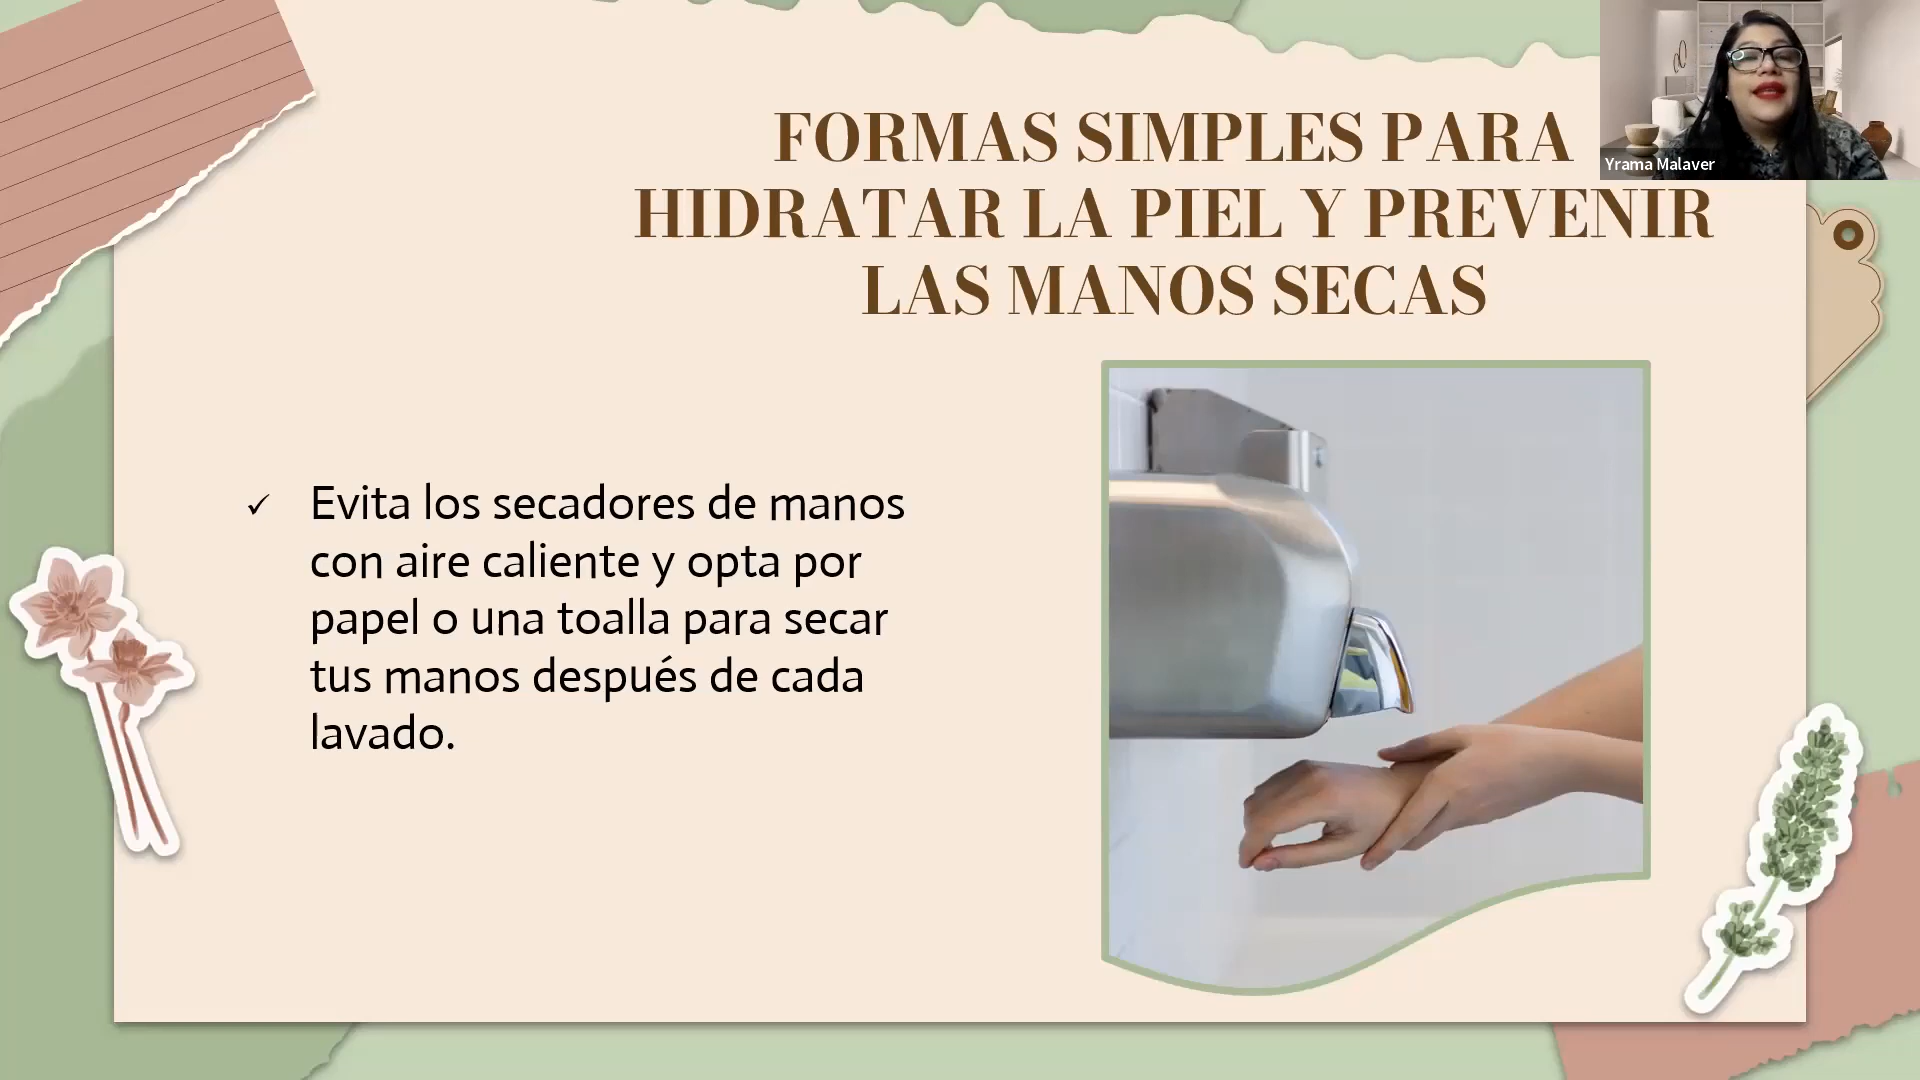 FORMAS SIMPLES PARA
HIDRATAR LA PIEL Y PREVENIR
LAS MANOS SECAS
Yrama Malaver
✓ Evita los secadores de manos
con aire caliente y opta por
papel o una toalla para secar
tus manos después de cada
lavado.